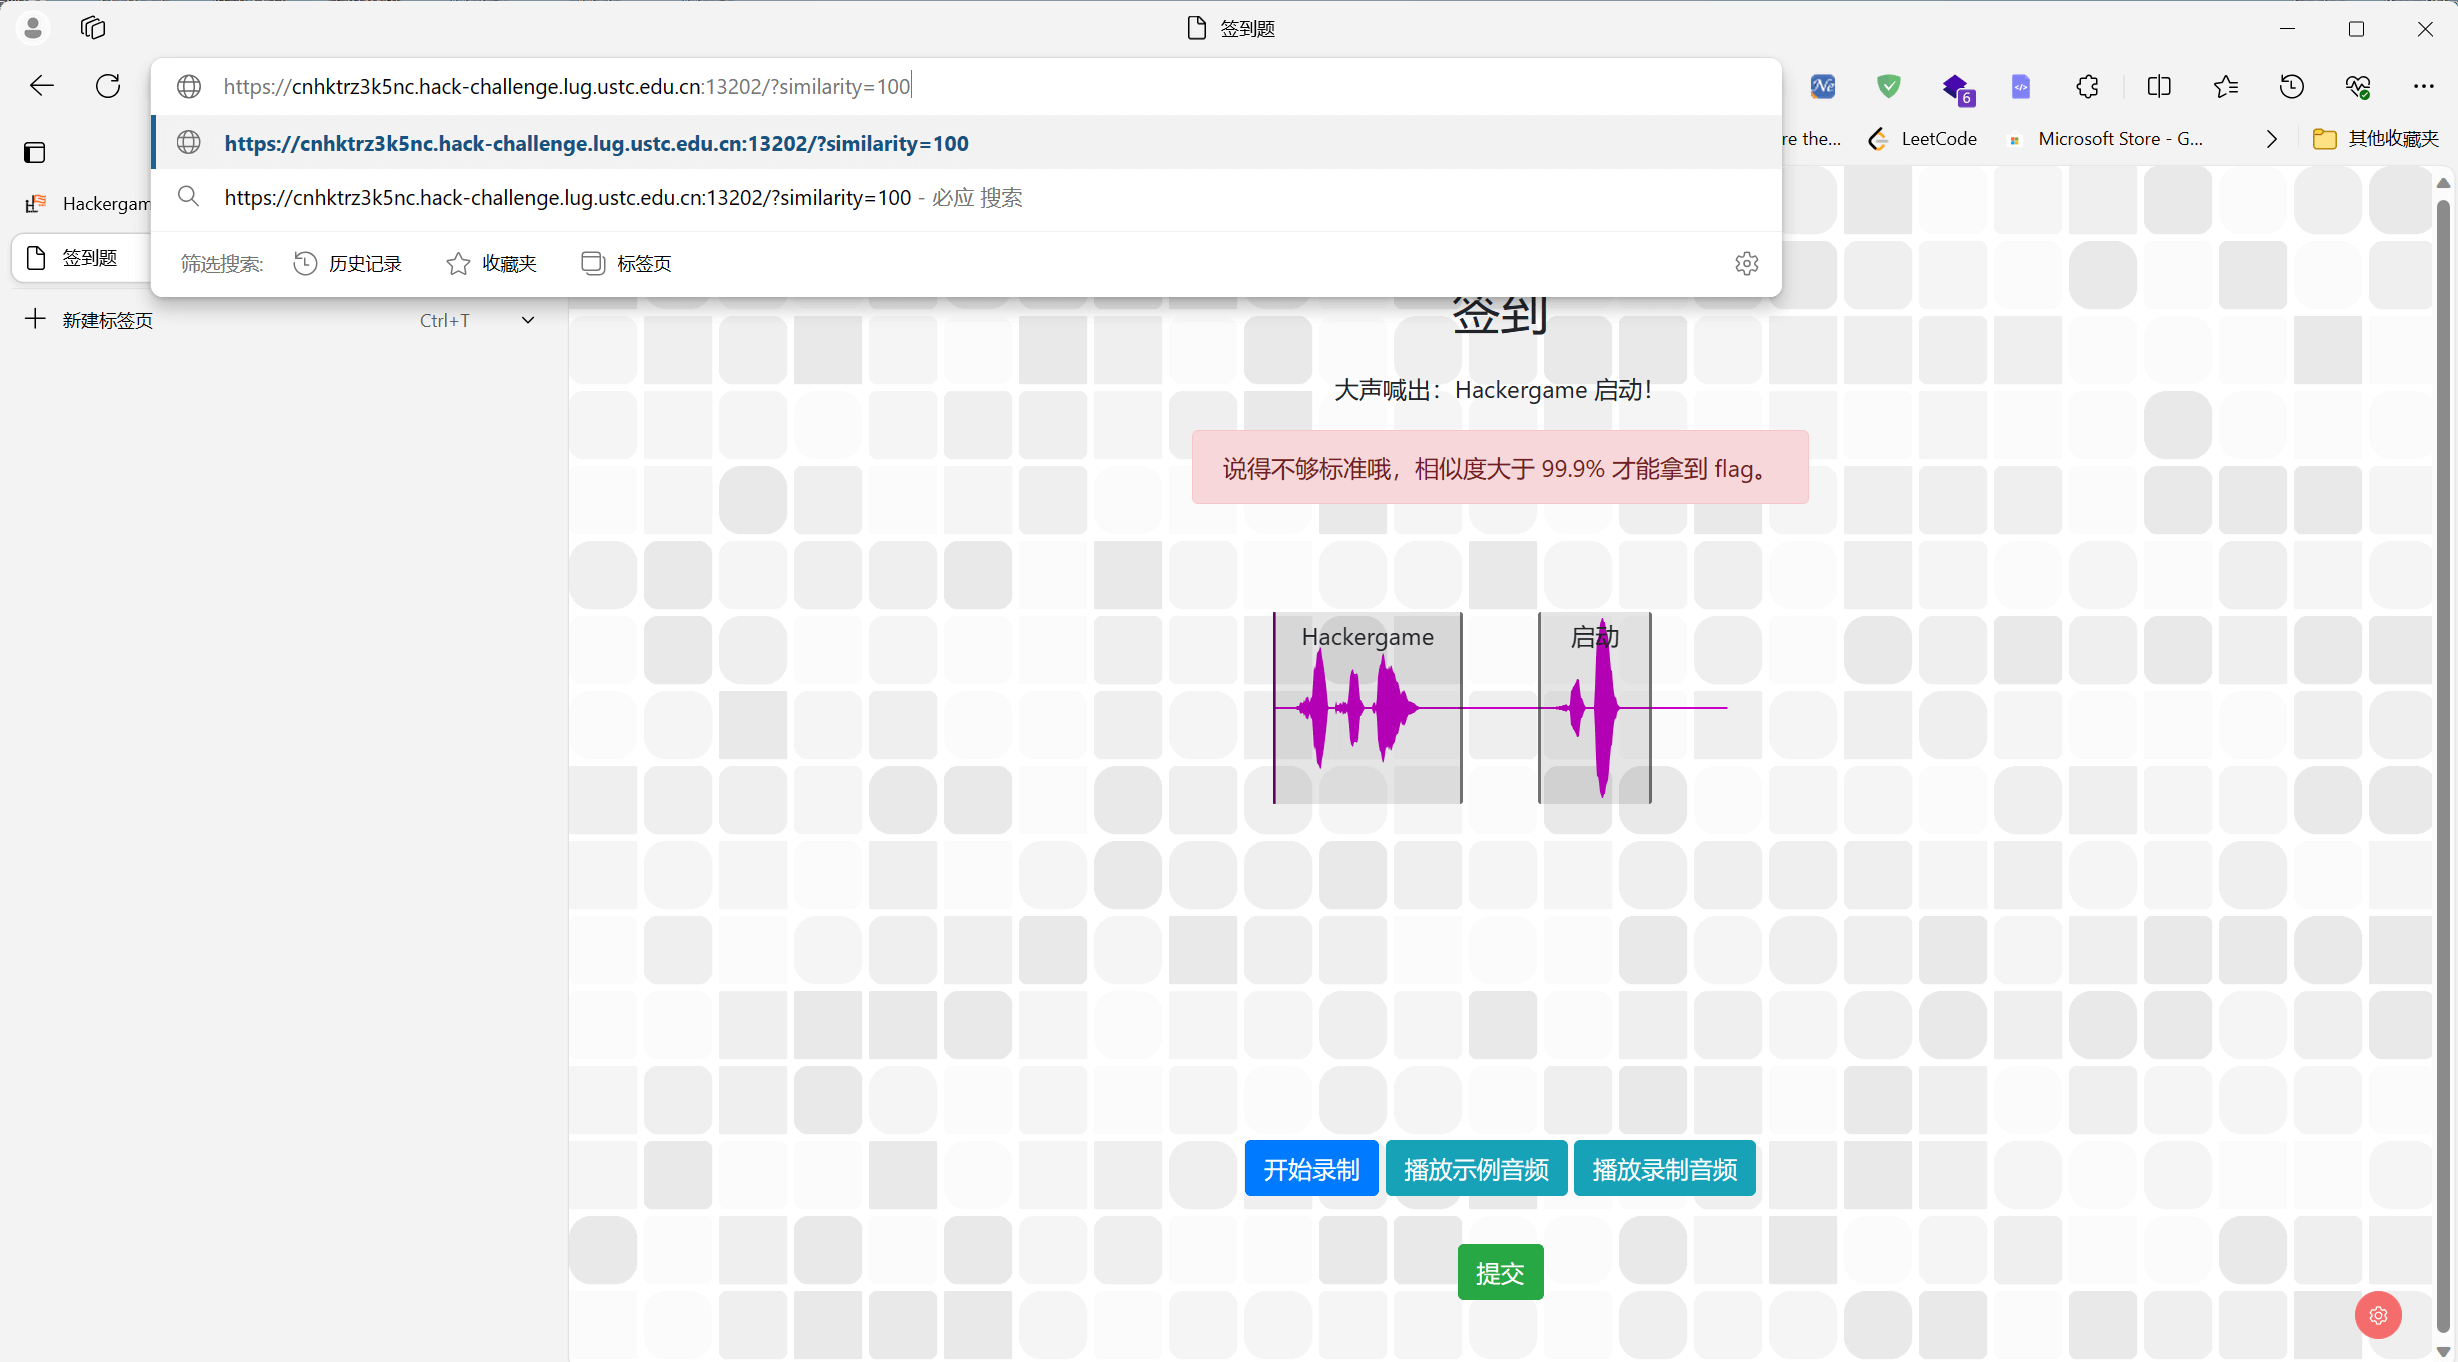 签到题
https://cnhktrz3k5nc.hack-challenge.lug.ustc.edu.cn:13202/?similarity=100
6
https://cnhktrz3k5nc.hack-challenge.lug.ustc.edu.cn:13202/?similarity=100
re the...
LeetCode
Microsoft Store - G...
其他收藏夹
https://cnhktrz3k5nc.hack-challenge.lug.ustc.edu.cn:13202/?similarity=100 - 必应 搜索
Hackergam
签到题
筛选搜索:
历史记录
收藏夹
标签页
新建标签页
Ctrl+T
签到
大声喊出：Hackergame 启动！
说得不够标准哦，相似度大于 99.9% 才能拿到 flag。
Hackergame
启动
开始录制
播放示例音频
播放录制音频
提交